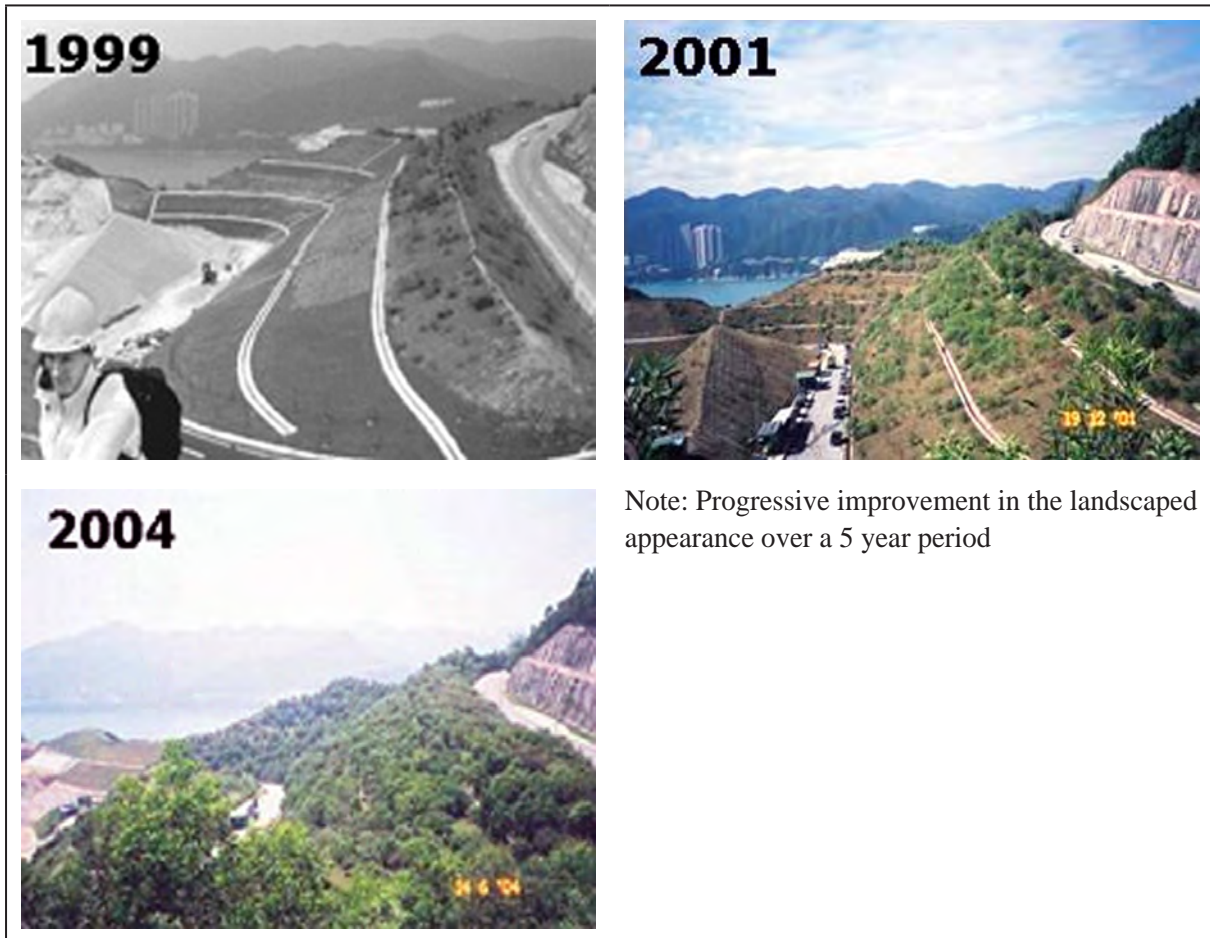 1999
2001
19 12 '01
Note: Progressive improvement in the landscaped
appearance over a 5 year period
2004
14 6 '04